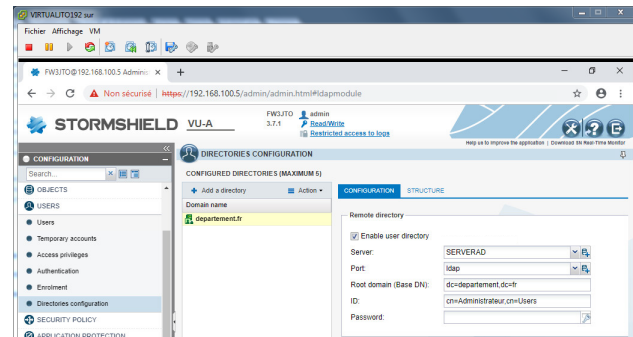 VIRTUALITO192 sur
Fichier Affichage VM
FW3JTO@192.168.100.5 Adminis
Non sécurisé | https://192.168.100.5/admin/admin.html#ldapmodule
STORMSHIELD VU-A
FW3JTO
3.7.1
admin
Read/Write
Restricted access to logs
Help us to improve the application | Download SN Real-Time Monitor
CONFIGURATION
Search...
OBJECTS
USERS
Users
Temporary accounts
Access privileges
Authentication
Enrolment
Directories configuration
SECURITY POLICY
APPLICATION PROTECTION
DIRECTORIES CONFIGURATION
CONFIGURED DIRECTORIES (MAXIMUM 5)
+ Add a directory Action
Domain name
departement.fr
CONFIGURATION STRUCTURE
Remote directory
Enable user directory
Server: SERVERAD
Port: ldap
Root domain (Base DN): dc=departement,dc=fr
ID: cn=Administrateur,cn=Users
Password: